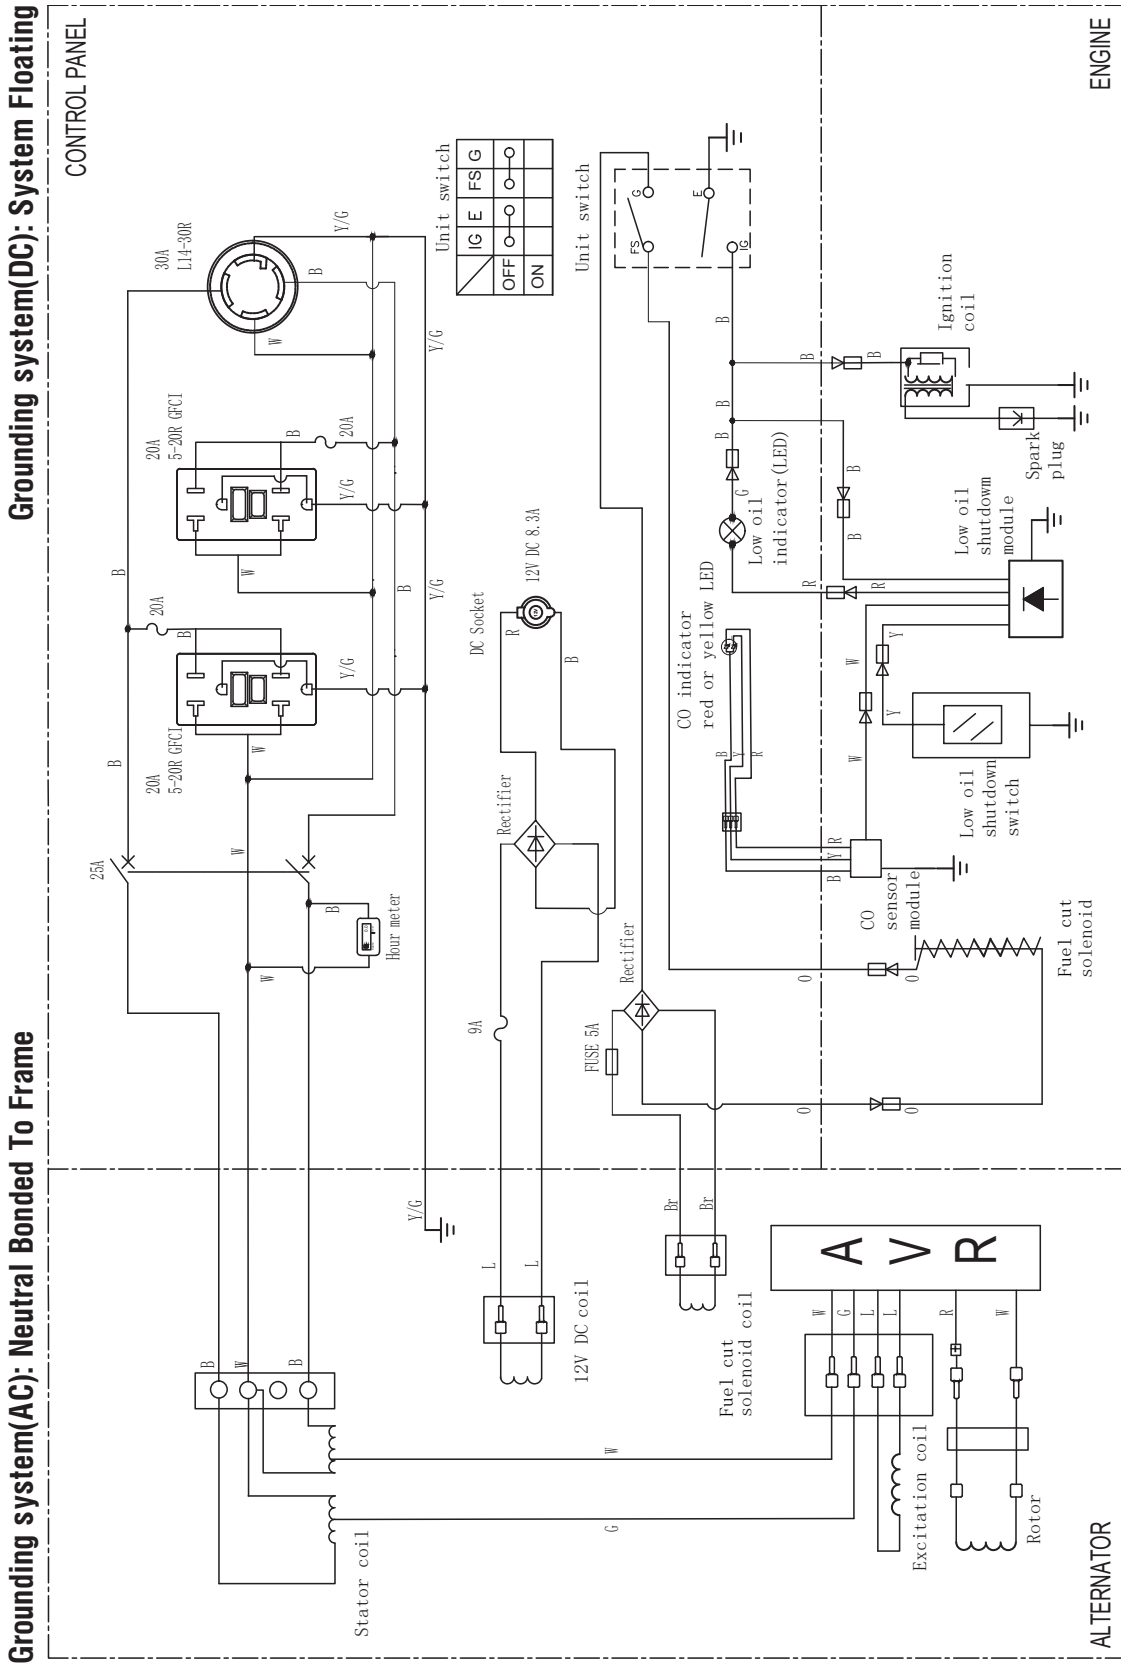 Grounding system(AC): Neutral Bonded To Frame
Grounding system(DC): System Floating
CONTROL PANEL
25A
B
20A
5-20R GFCI
B
20A
B
Y/G
W
20A
5-20R GFCI
B
20A
Y/G
W
30A
L14-30R
Y/G
B
W
B
Y/G
Y/G
W
B
W
Hour meter
Unit switch
IG
E
FS
G
OFF
ON
Unit switch
FS
G
IG
E
DC Socket
12V DC 8.3A
R
B
Rectifier
9A
Rectifier
FUSE 5A
CO indicator
red or yellow LED
B
Y
R
Low oil
indicator(LED)
G
B
B
B
B
Y
R
CO
sensor
module
O
O
O
O
Fuel cut
solenoid
W
W
Y
Y
R
R
B
B
B
B
Low oil
shutdown
switch
Low oil
shutdowm
module
Spark
plug
Ignition
coil
ENGINE
B
W
B
Stator coil
Y/G
L
L
12V DC coil
Br
Br
Fuel cut
solenoid coil
W
G
W
G
L
L
R
W
AVR
Excitation coil
Rotor
ALTERNATOR